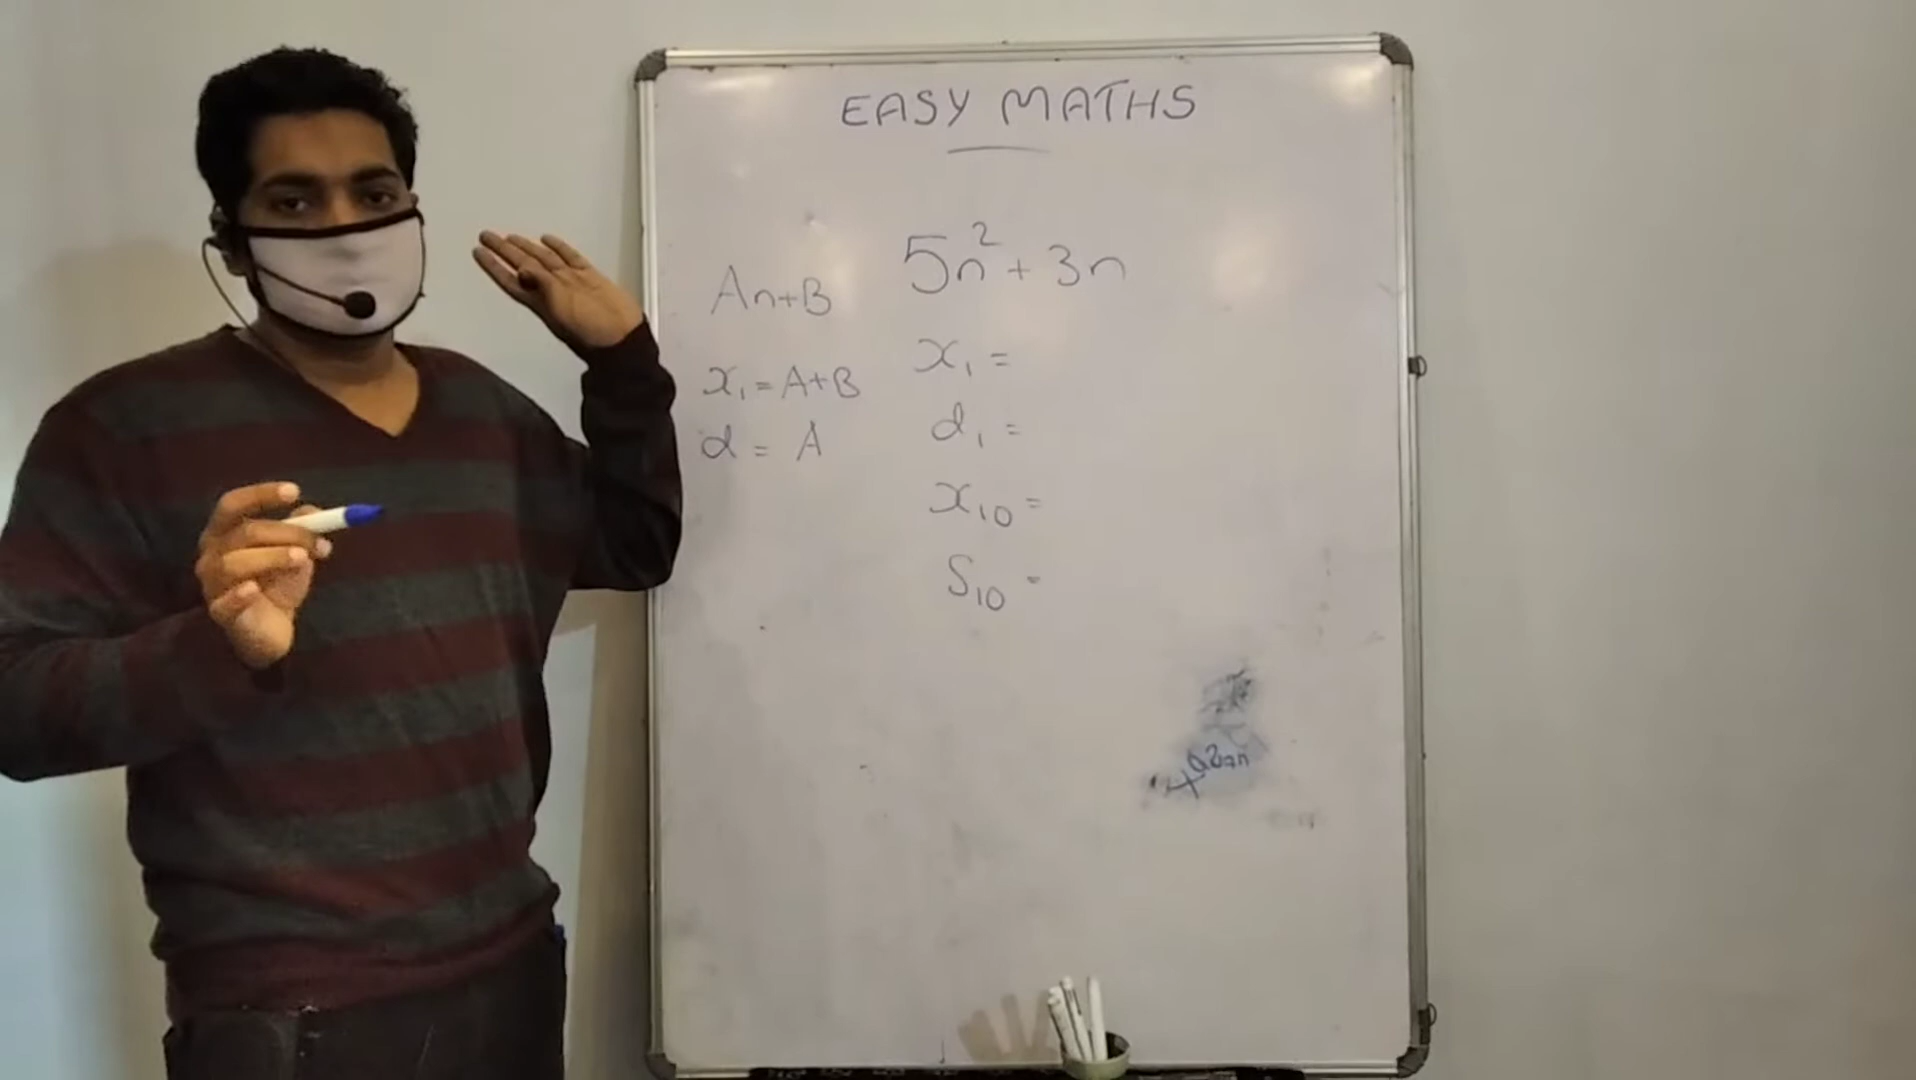 EASY MATHS
5n²+3n
An+B
x₁=
x₁=A+B
d₁=
d=A
x₁₀=
S₁₀=